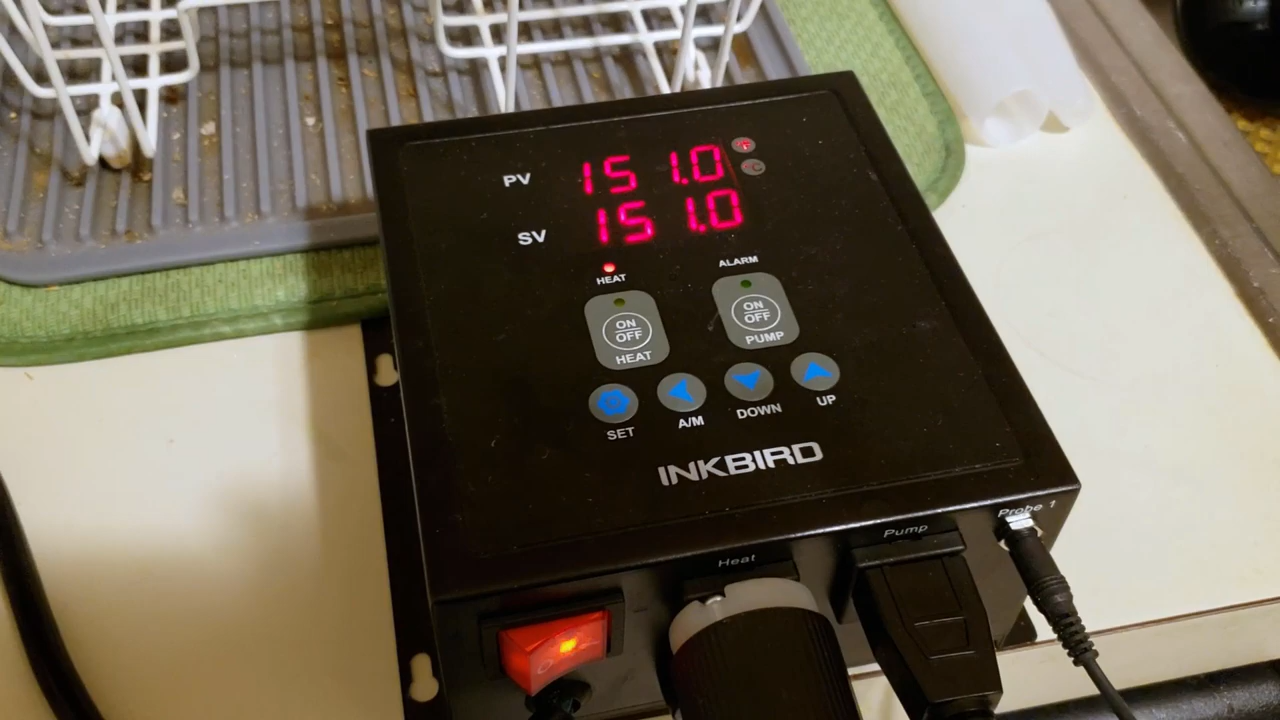 PV 151.0 °F
°C
SV 151.0
HEAT ALARM
ON ON
OFF OFF
HEAT PUMP
SET A/M DOWN UP
INKBIRD
Heat Pump Probe 1